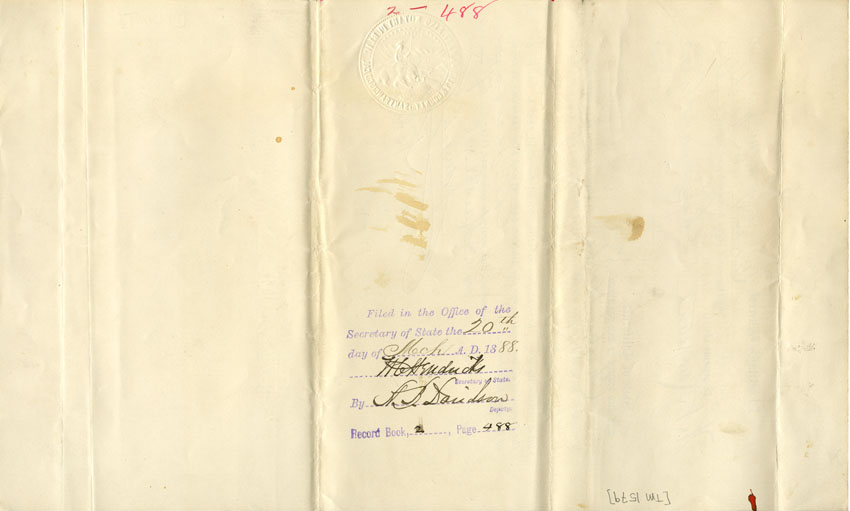 2 - 488
Filed in the Office of the
Secretary of State the 20th
day of Mch. A. D. 1888.
H C Hendricks
Secretary of State.
By N. D. Davidson
Deputy.
Record Book, 2, Page 488
[TM 1579]